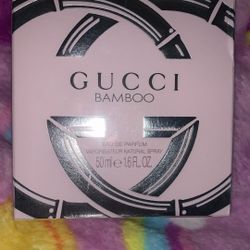 GUCCI
BAMBOO
EAU DE PARFUM
VAPORISATEUR NATURAL SPRAY
50 ml ℮ 1.6 FL.OZ.